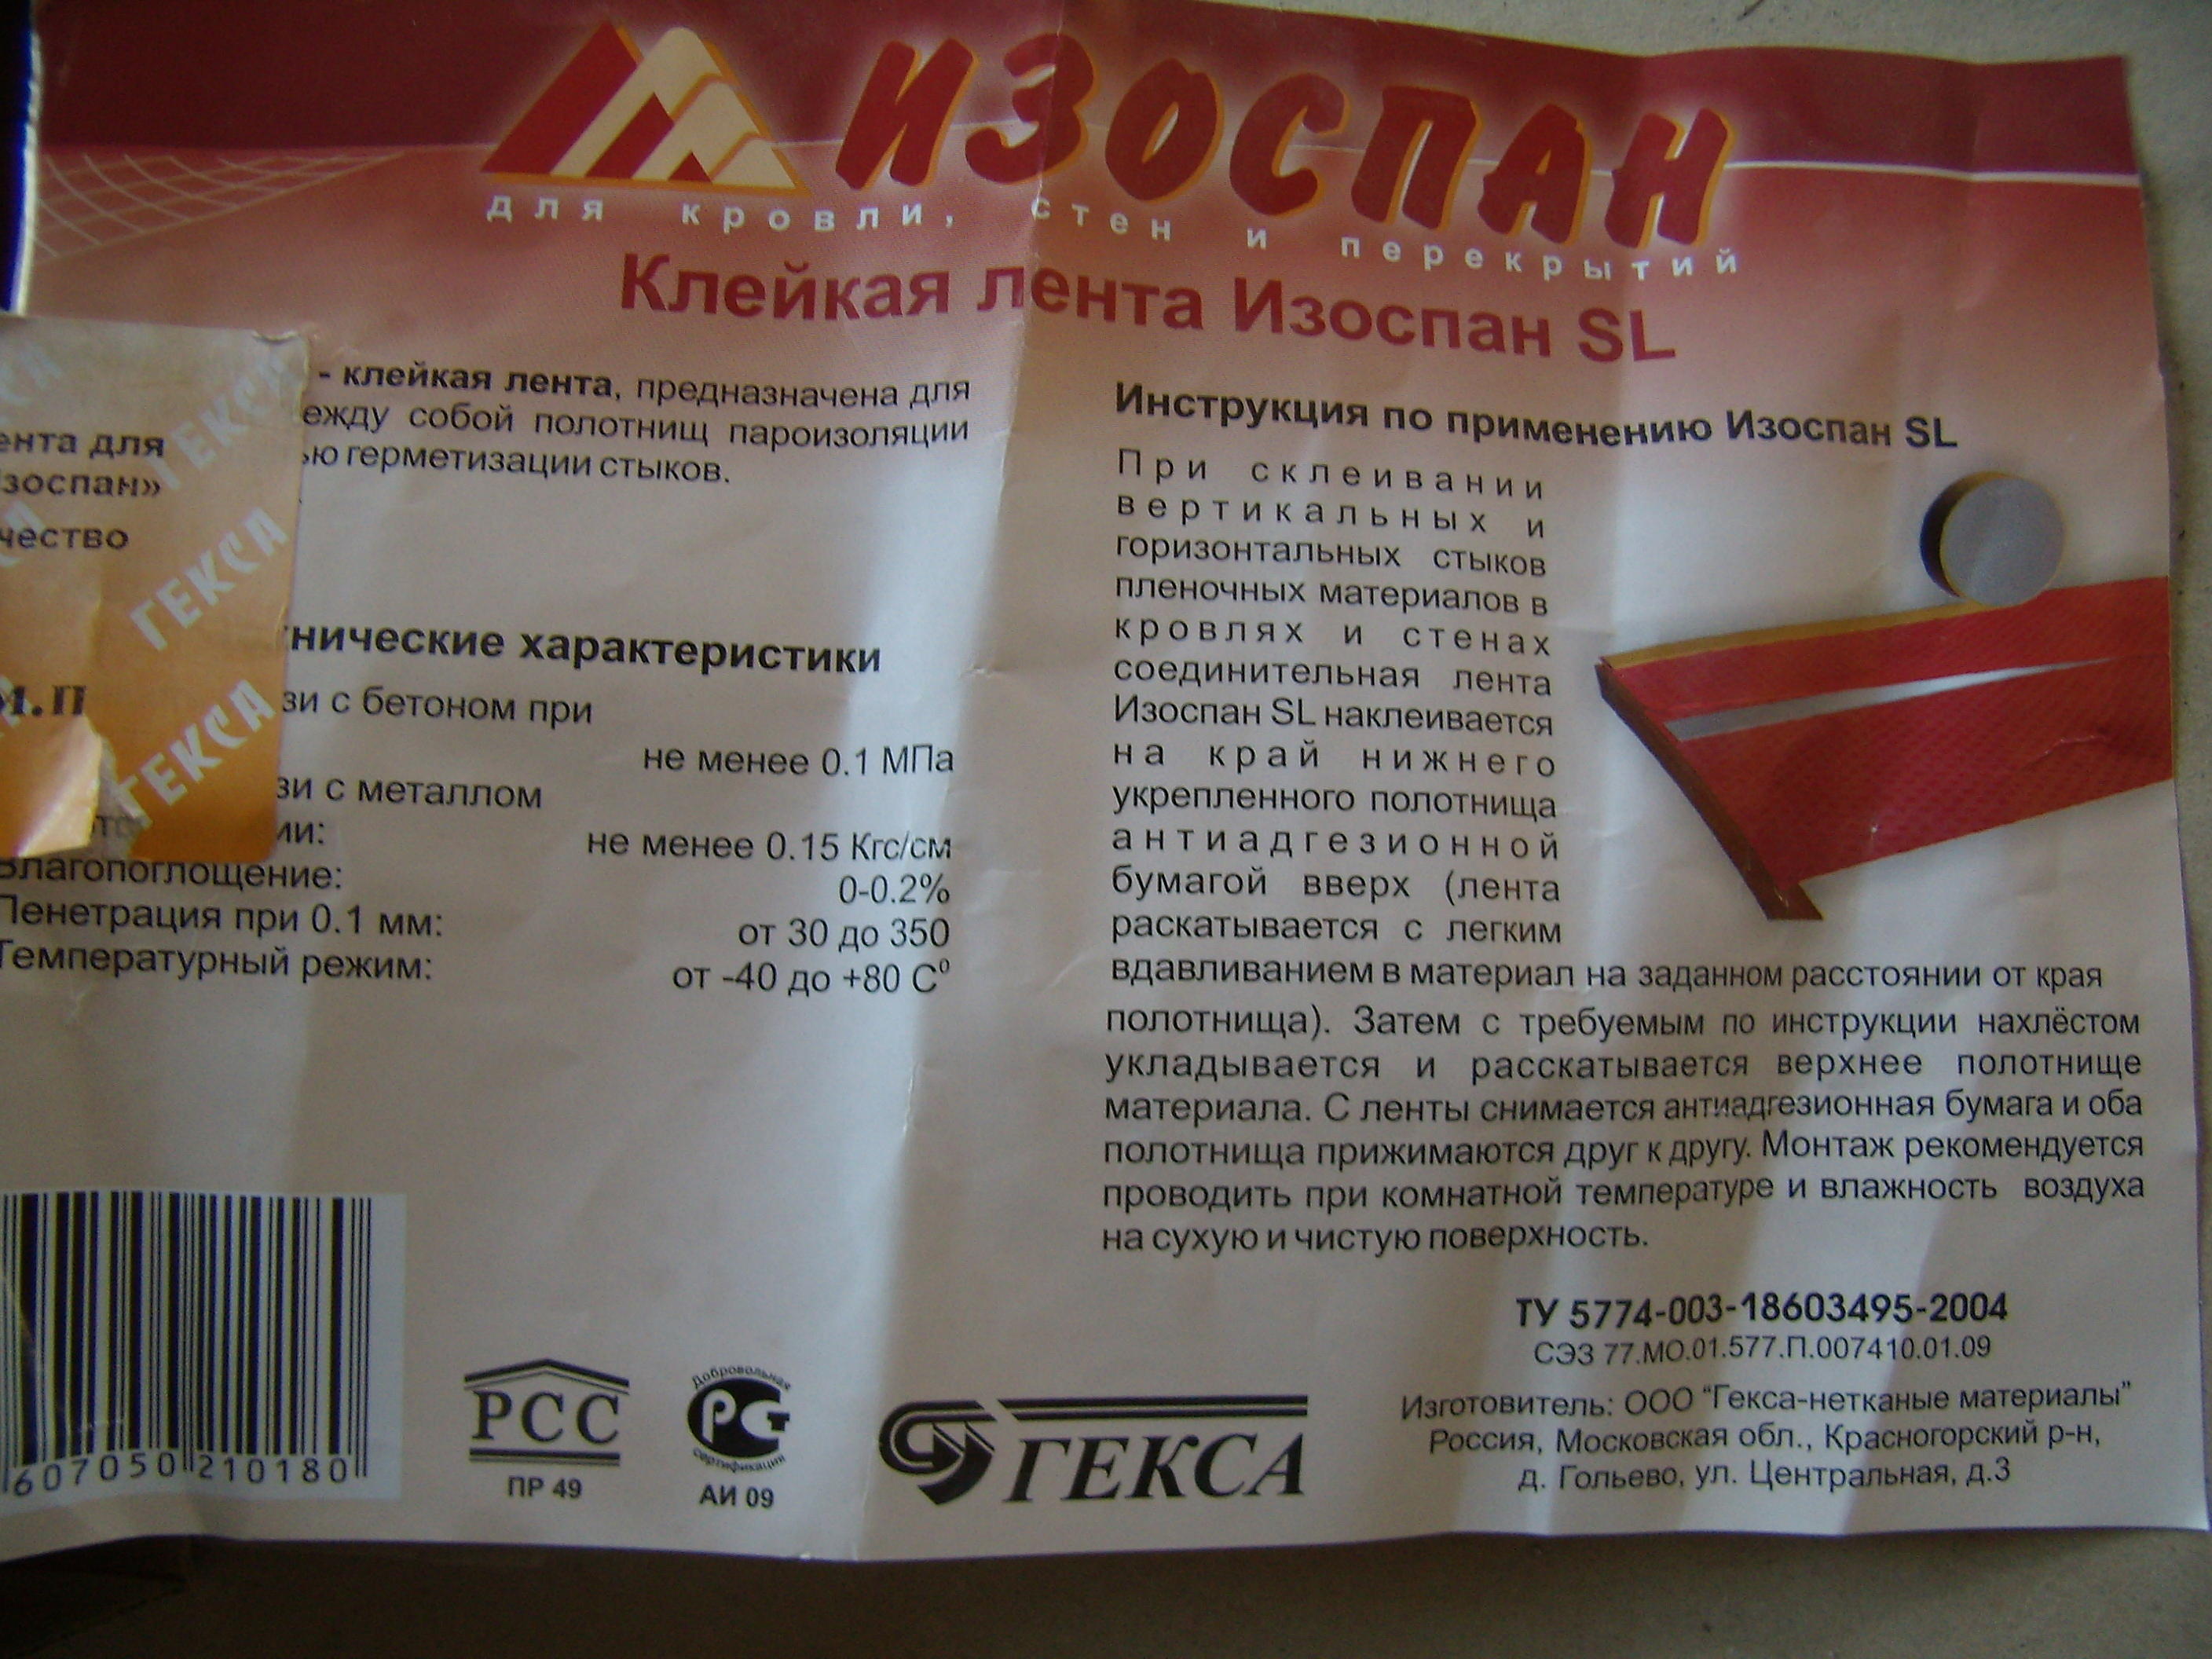 ИЗОСПАН
для кровли, стен и перекрытий
Клейкая лента Изоспан SL
- клейкая лента, предназначена для
собой полотнищ пароизоляции
герметизации стыков.
для
ГЕКСА
ГЕКСА
ГЕКСА
М.П
характеристики
с бетоном при
не менее 0.1 МПа
с металлом
не менее 0.15 Кгс/см
Влагопоглощение:
0-0.2%
Пенетрация при 0.1 мм:
от 30 до 350
Температурный режим:
от -40 до +80 С⁰
607050 210180
РСС
ПР 49
Добровольная
РСТ
сертификация
АИ 09
ГЕКСА
Инструкция по применению Изоспан SL
При склеивании
вертикальных и
горизонтальных стыков
пленочных материалов в
кровлях и стенах
соединительная лента
Изоспан SL наклеивается
на край нижнего
укрепленного полотнища
антиадгезионной
бумагой вверх (лента
раскатывается с легким
вдавливанием в материал на заданном расстоянии от края
полотнища). Затем с требуемым по инструкции нахлёстом
укладывается и расскатывается верхнее полотнище
материала. С ленты снимается антиадгезионная бумага и оба
полотнища прижимаются друг к другу. Монтаж рекомендуется
проводить при комнатной температуре и влажность воздуха
на сухую и чистую поверхность.
ТУ 5774-003-18603495-2004
СЭЗ 77.МО.01.577.П.007410.01.09
Изготовитель: ООО "Гекса-нетканые материалы"
Россия, Московская обл., Красногорский р-н,
д. Гольево, ул. Центральная, д.3